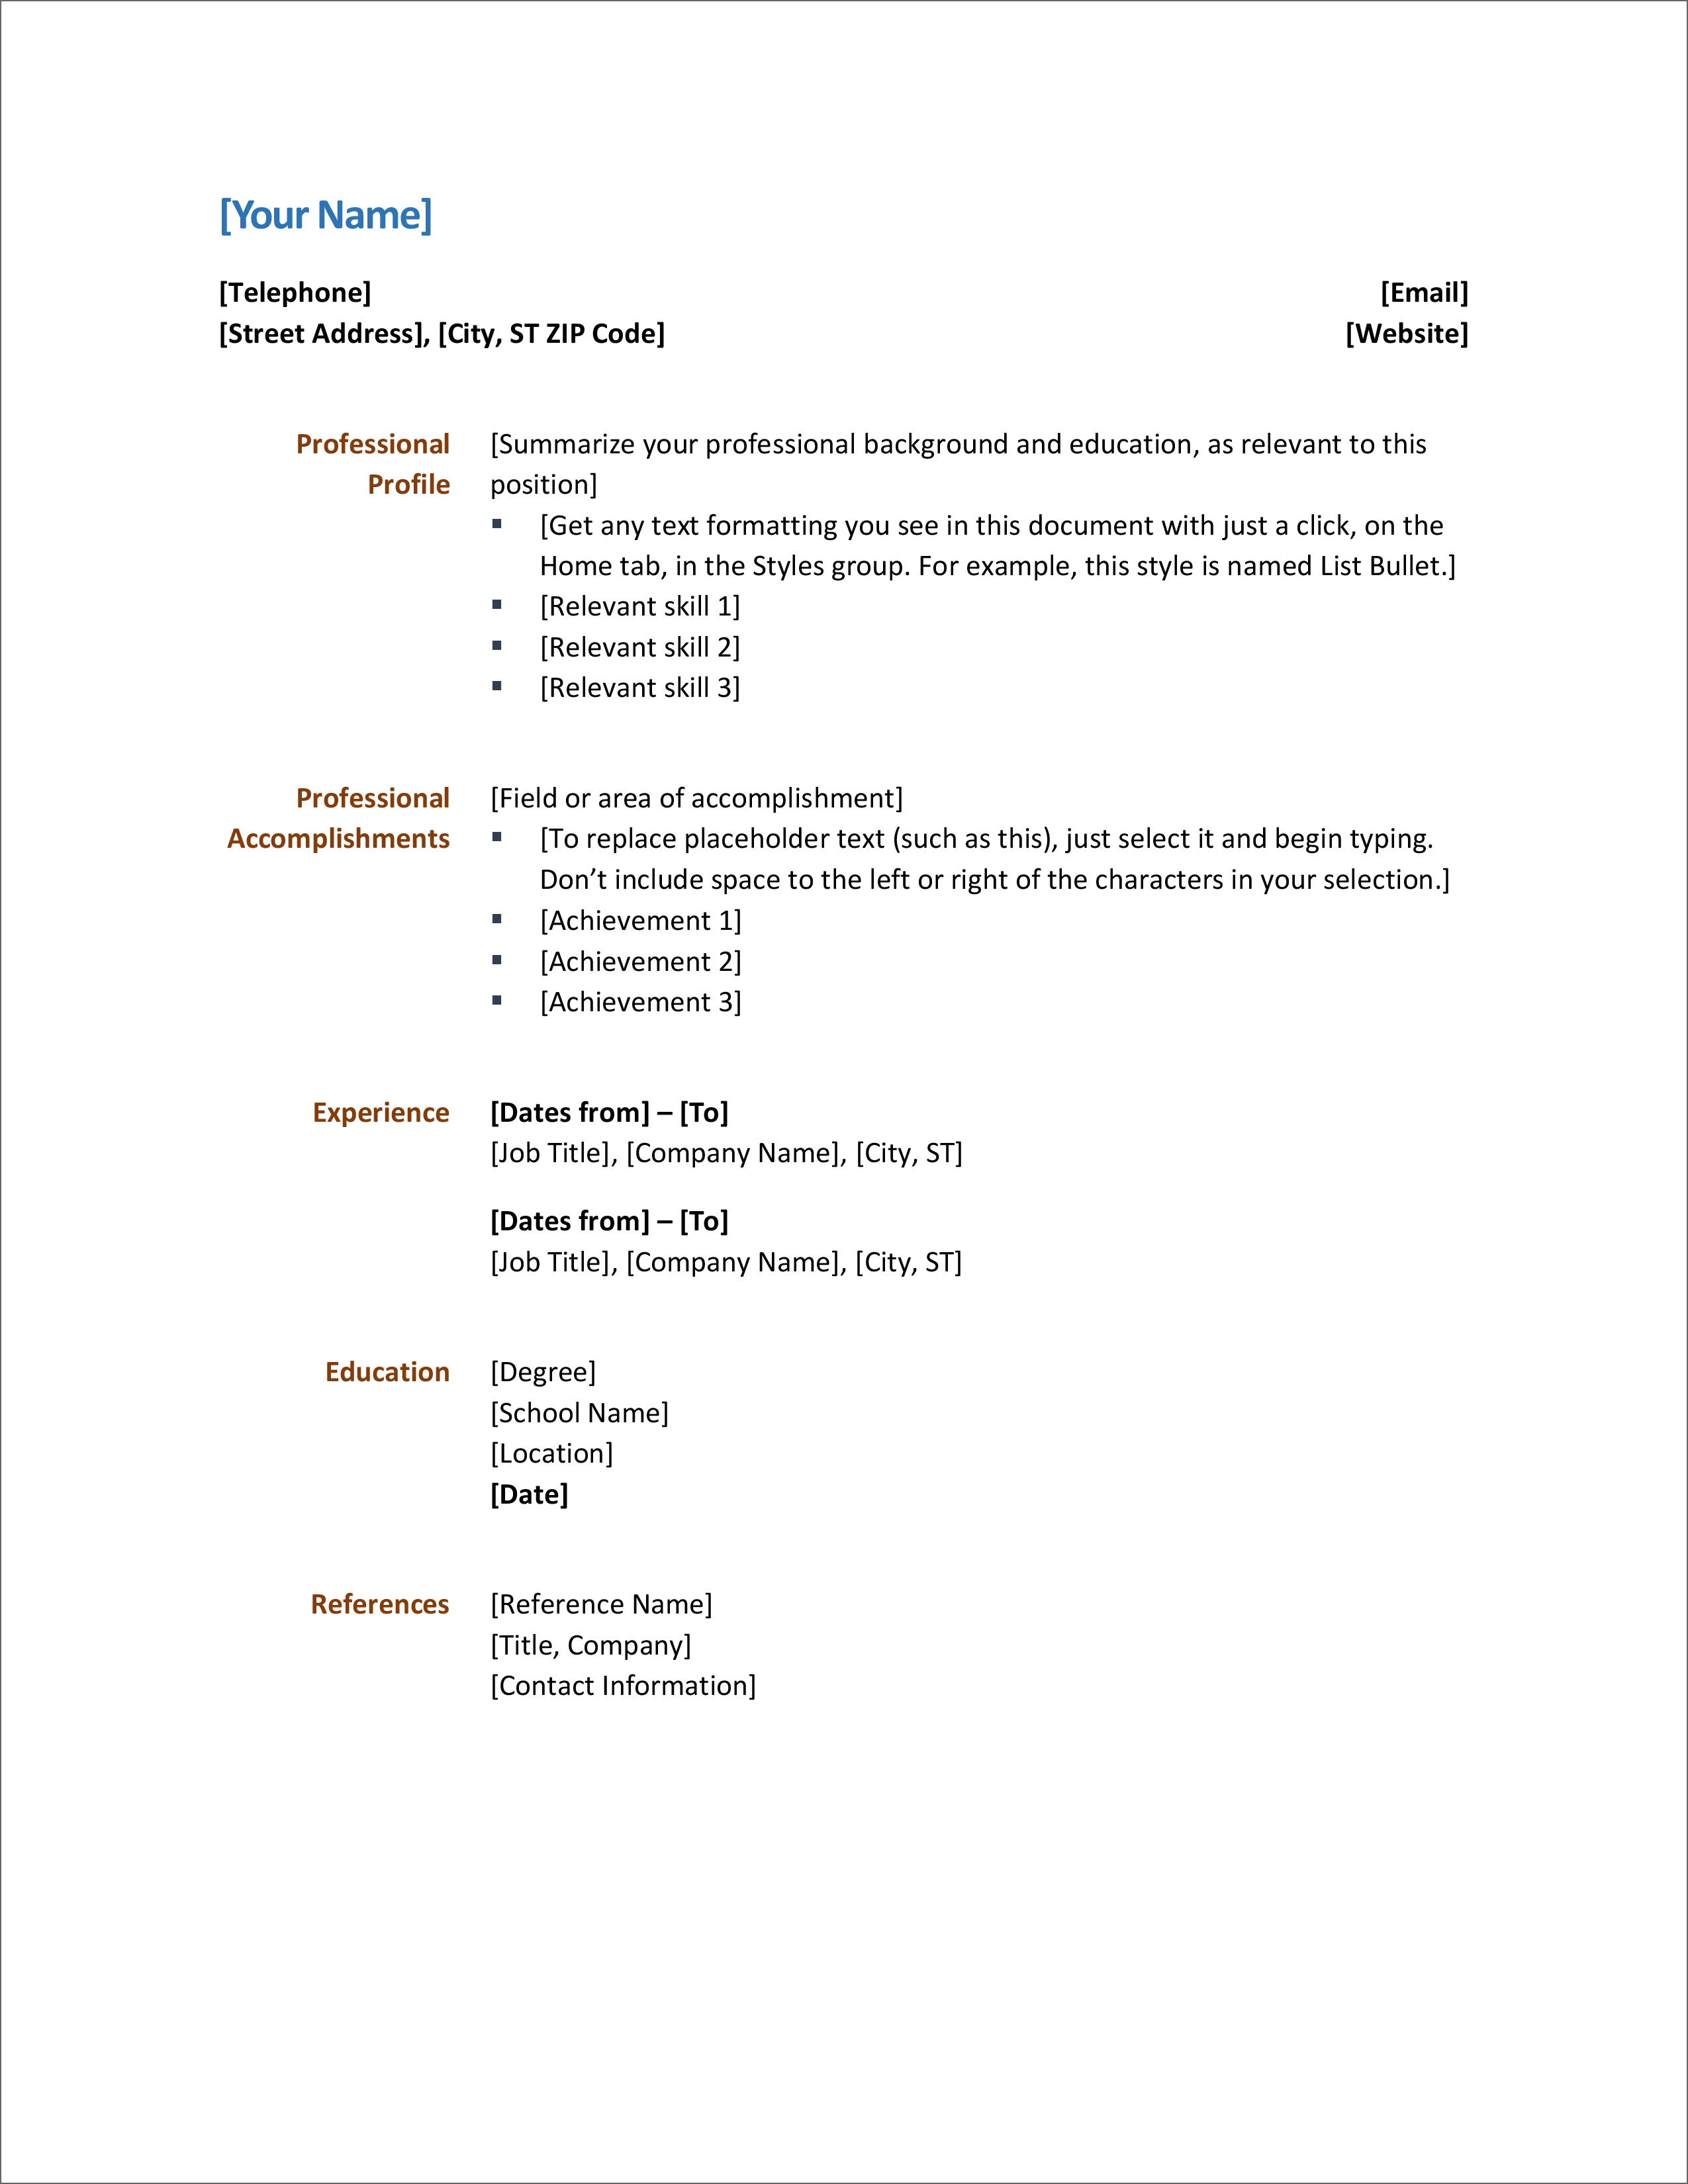 [Your Name]
[Telephone] [Email]
[Street Address], [City, ST ZIP Code] [Website]
Professional [Summarize your professional background and education, as relevant to this
Profile position]
▪ [Get any text formatting you see in this document with just a click, on the
Home tab, in the Styles group. For example, this style is named List Bullet.]
▪ [Relevant skill 1]
▪ [Relevant skill 2]
▪ [Relevant skill 3]
Professional [Field or area of accomplishment]
Accomplishments ▪ [To replace placeholder text (such as this), just select it and begin typing.
Don’t include space to the left or right of the characters in your selection.]
▪ [Achievement 1]
▪ [Achievement 2]
▪ [Achievement 3]
Experience [Dates from] – [To]
[Job Title], [Company Name], [City, ST]
[Dates from] – [To]
[Job Title], [Company Name], [City, ST]
Education [Degree]
[School Name]
[Location]
[Date]
References [Reference Name]
[Title, Company]
[Contact Information]